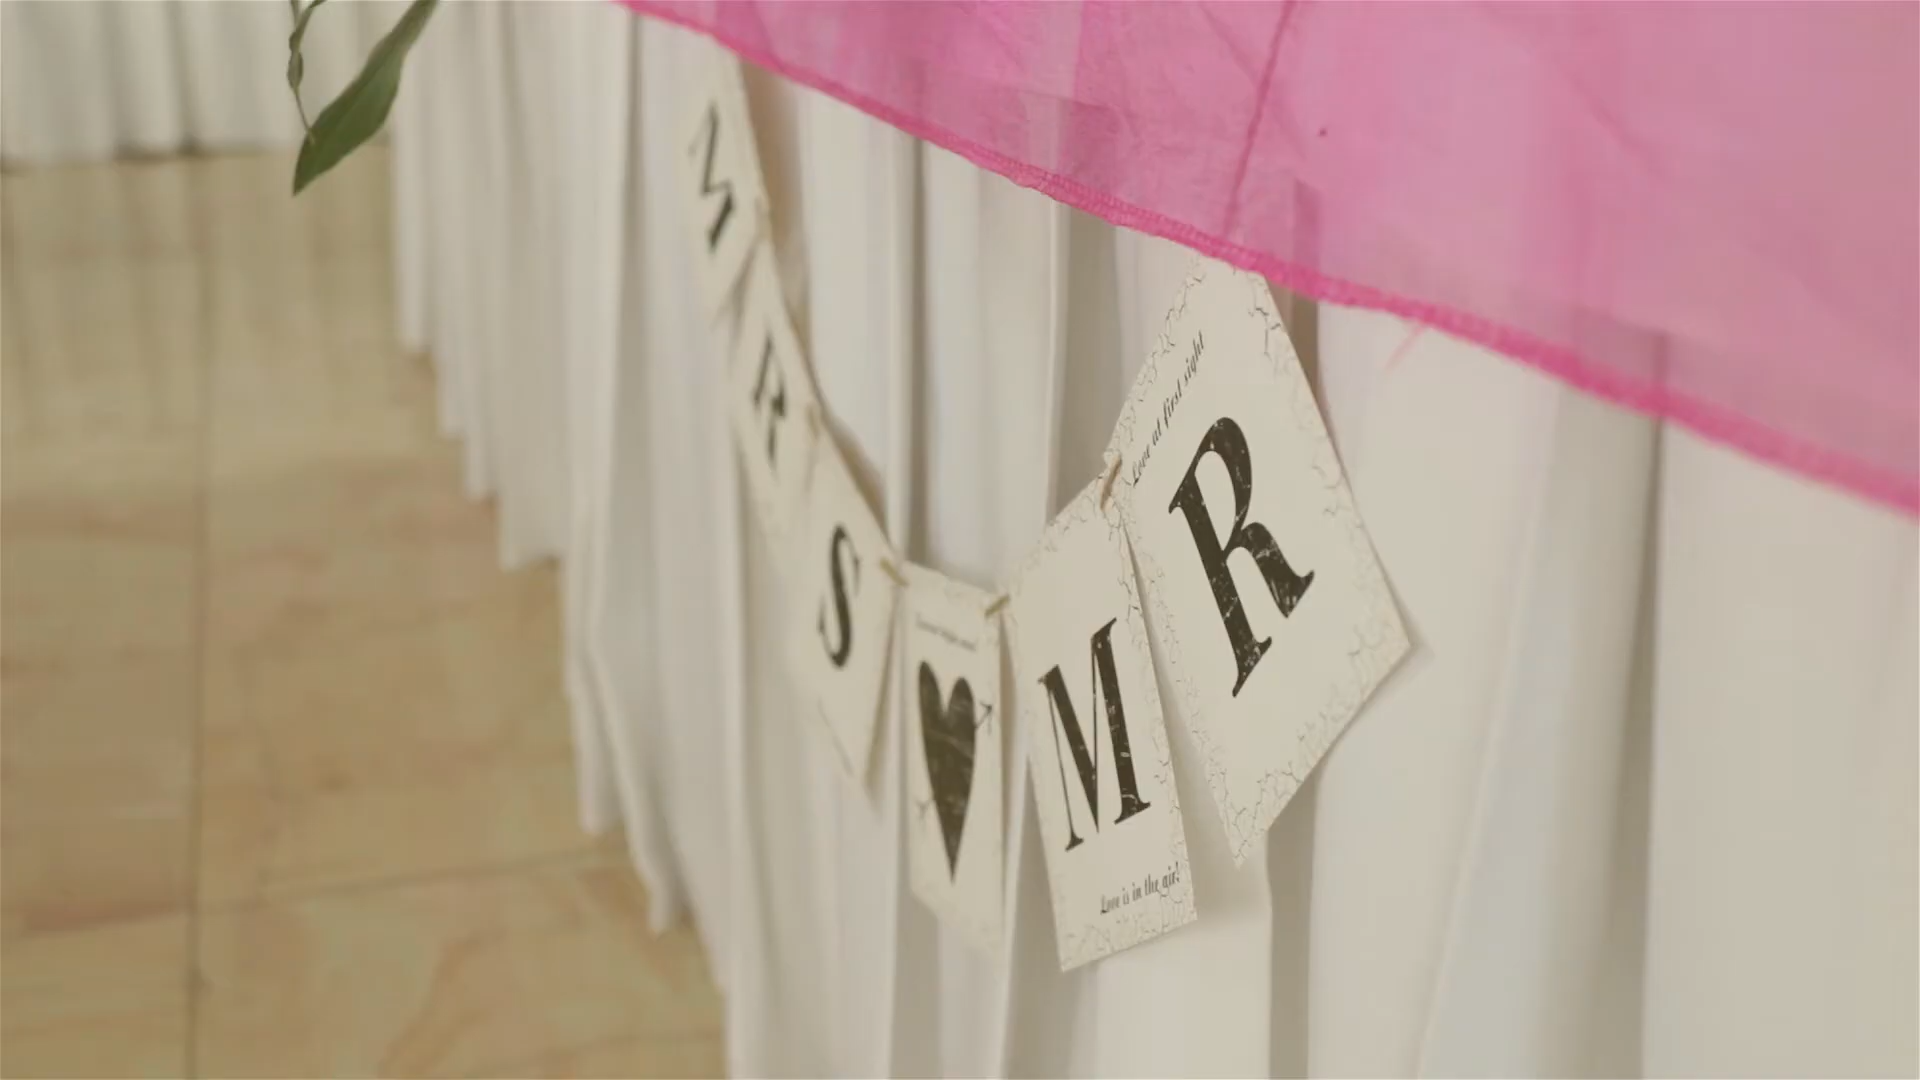 MRS
MR
Love at first sight
Love is in the air!